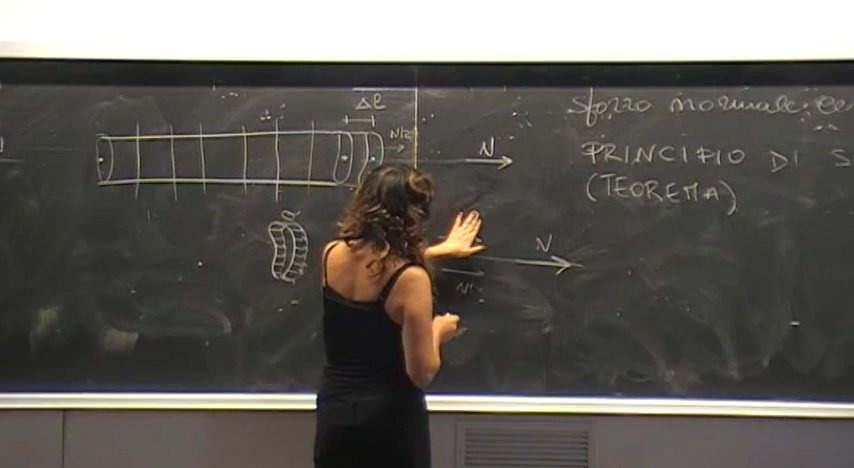 sforzo normale
PRINCIPIO DI S
(TEOREMA)
Δl
N/2
N
N